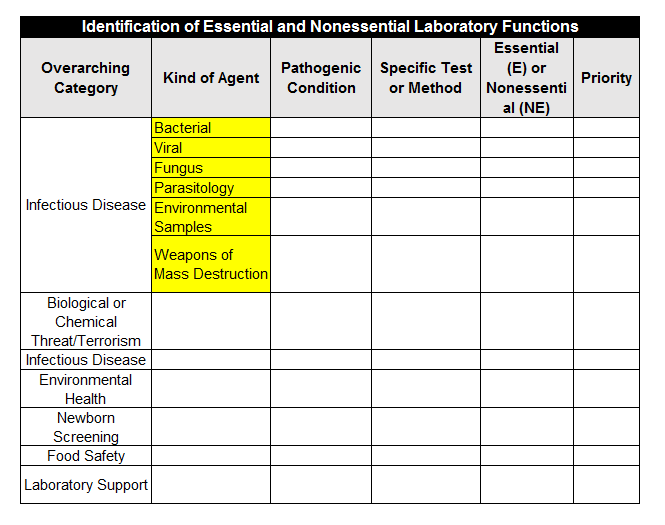 Identification of Essential and Nonessential Laboratory Functions
Overarching
Category
Kind of Agent
Pathogenic
Condition
Specific Test
or Method
Essential
(E) or
Nonessenti
al (NE)
Priority
Infectious Disease
Bacterial
Viral
Fungus
Parasitology
Environmental
Samples
Weapons of
Mass Destruction
Biological or
Chemical
Threat/Terrorism
Infectious Disease
Environmental
Health
Newborn
Screening
Food Safety
Laboratory Support